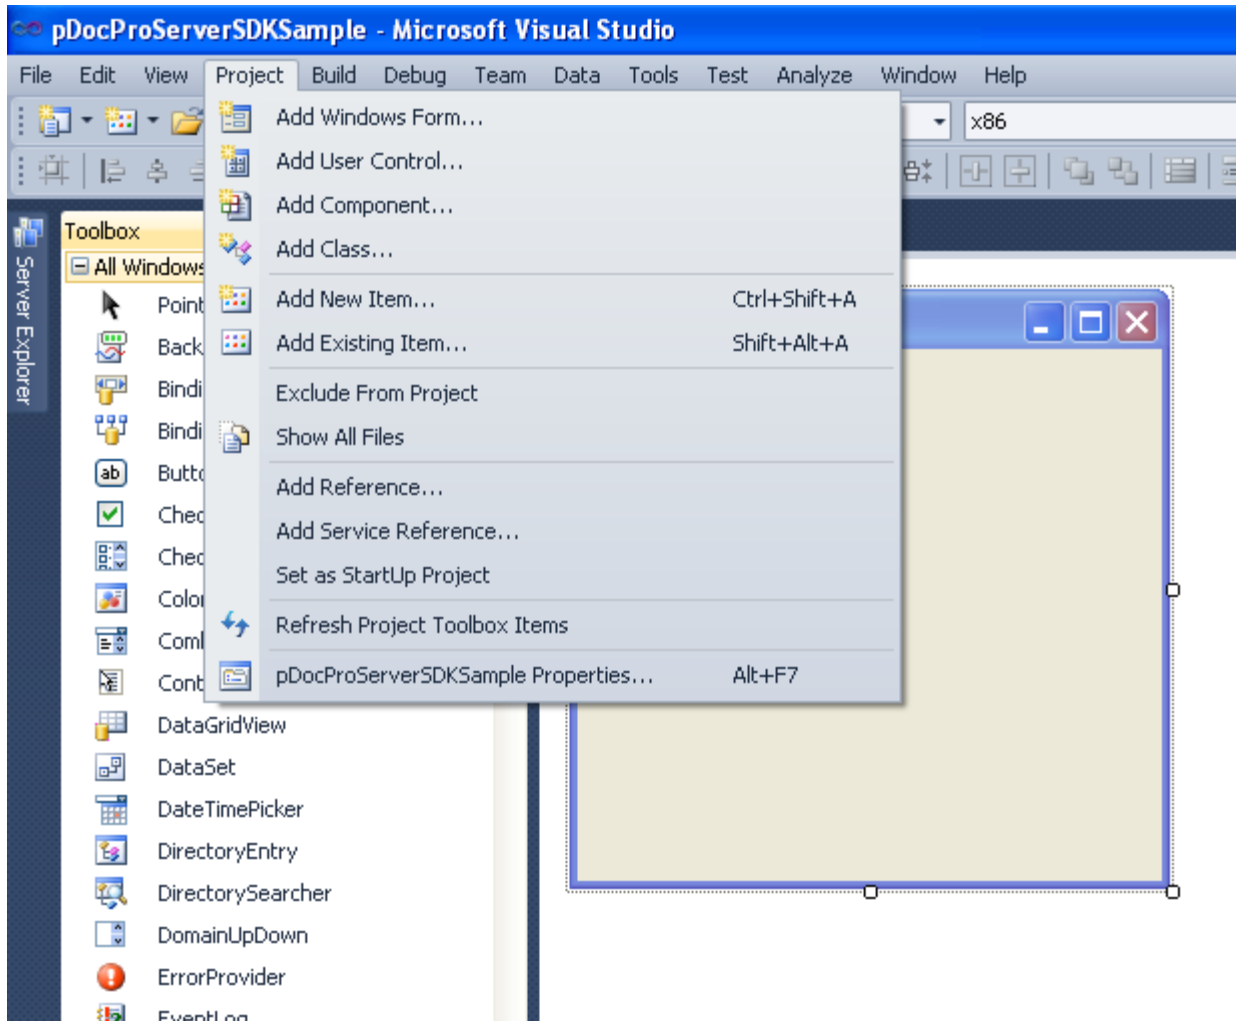 pDocProServerSDKSample - Microsoft Visual Studio
File Edit View Project Build Debug Team Data Tools Test Analyze Window Help
x86
Add Windows Form...
Add User Control...
Add Component...
Add Class...
Add New Item... Ctrl+Shift+A
Add Existing Item... Shift+Alt+A
Exclude From Project
Show All Files
Add Reference...
Add Service Reference...
Set as StartUp Project
Refresh Project Toolbox Items
pDocProServerSDKSample Properties... Alt+F7
Server Explorer
Toolbox
All Windows
Point
Back
Bindi
Bindi
ab Butto
Chec
Chec
Color
Coml
Cont
DataGridView
DataSet
DateTimePicker
DirectoryEntry
DirectorySearcher
DomainUpDown
ErrorProvider
EventLog